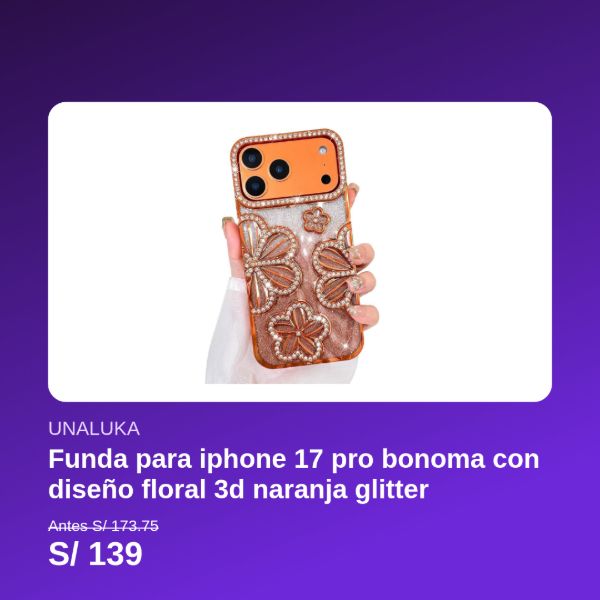 UNALUKA
Funda para iphone 17 pro bonoma con
diseño floral 3d naranja glitter
Antes S/ 173.75
S/ 139